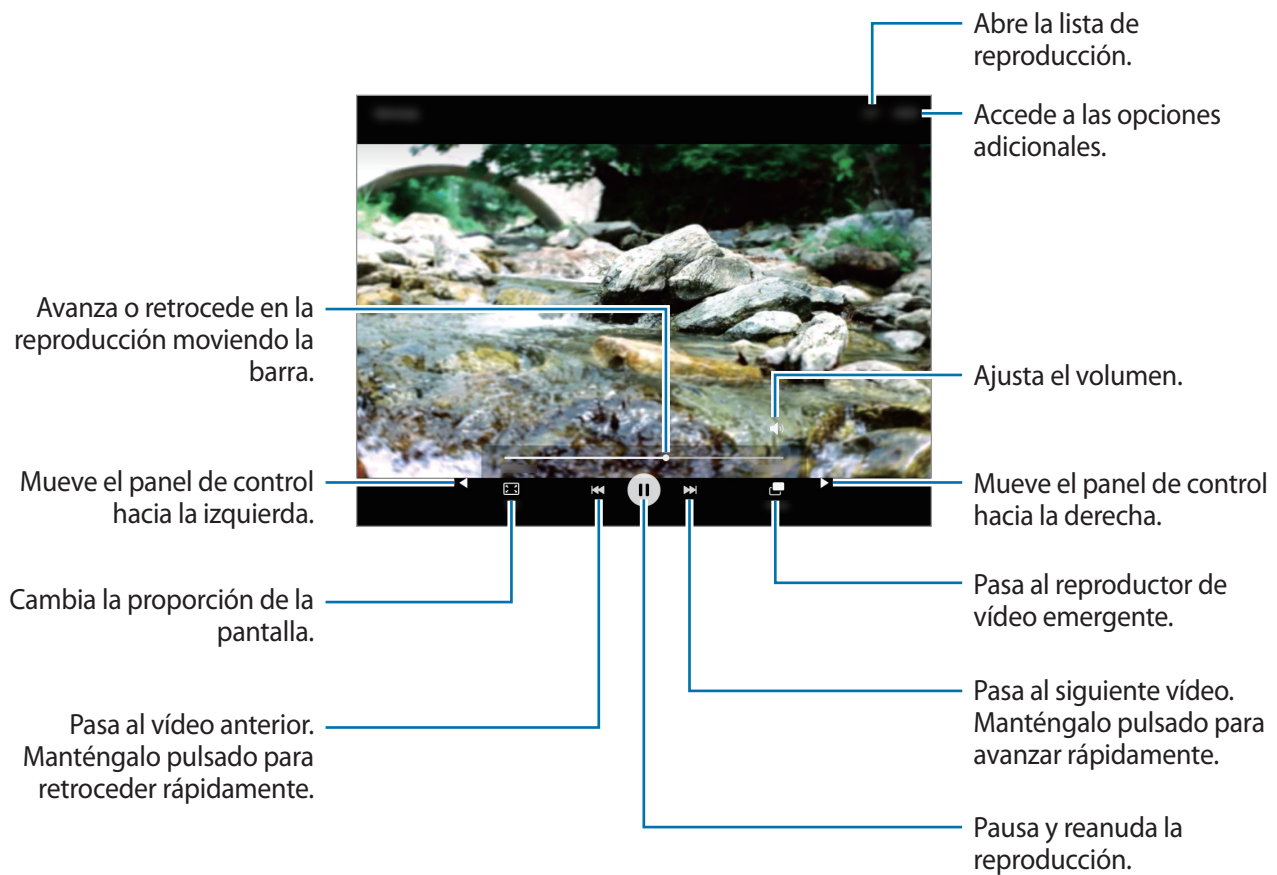 Abre la lista de
reproducción.
Accede a las opciones
adicionales.
Avanza o retrocede en la
reproducción moviendo la
barra.
Ajusta el volumen.
Mueve el panel de control
hacia la izquierda.
Mueve el panel de control
hacia la derecha.
Cambia la proporción de la
pantalla.
Pasa al reproductor de
vídeo emergente.
Pasa al vídeo anterior.
Manténgalo pulsado para
retroceder rápidamente.
Pasa al siguiente vídeo.
Manténgalo pulsado para
avanzar rápidamente.
Pausa y reanuda la
reproducción.